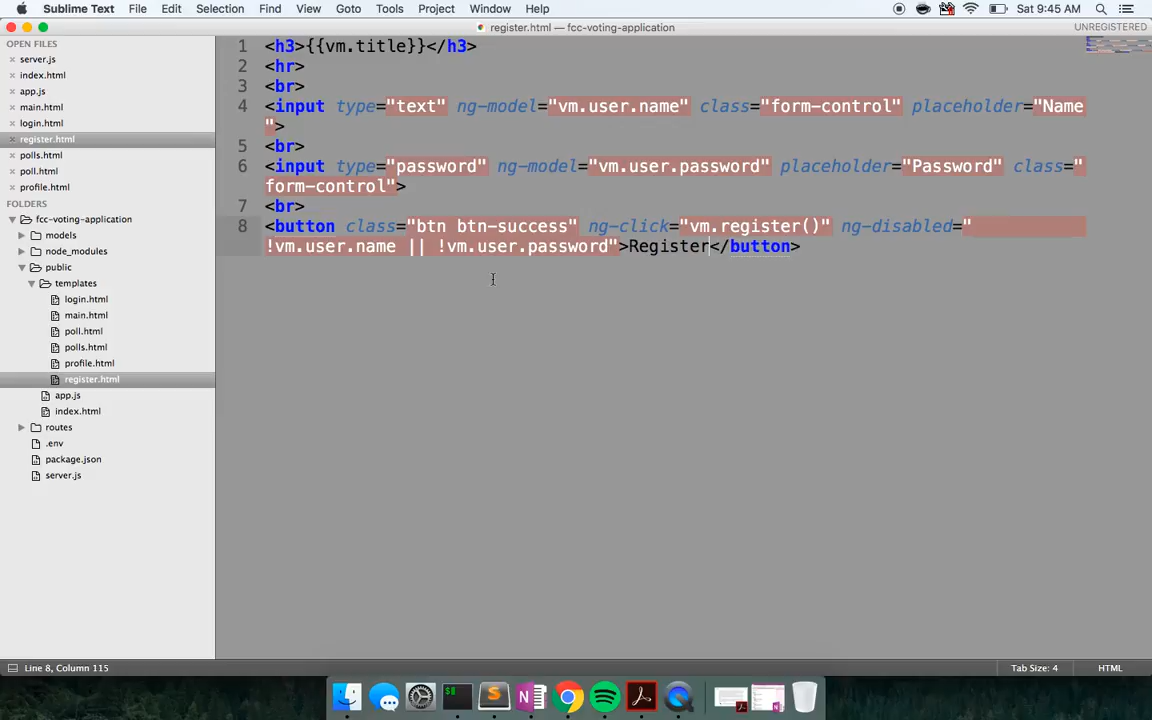 Sublime Text File Edit Selection Find View Goto Tools Project Window Help Sat 9:45 AM
register.html — fcc-voting-application UNREGISTERED
OPEN FILES
server.js
index.html
app.js
main.html
login.html
register.html
polls.html
poll.html
profile.html
FOLDERS
fcc-voting-application
models
node_modules
public
templates
login.html
main.html
poll.html
polls.html
profile.html
register.html
app.js
index.html
routes
.env
package.json
server.js
1 <h3>{{vm.title}}</h3>
2 <hr>
3 <br>
4 <input type="text" ng-model="vm.user.name" class="form-control" placeholder="Name
">
5 <br>
6 <input type="password" ng-model="vm.user.password" placeholder="Password" class="
form-control">
7 <br>
8 <button class="btn btn-success" ng-click="vm.register()" ng-disabled="
!vm.user.name || !vm.user.password">Register</button>
Line 8, Column 115 Tab Size: 4 HTML